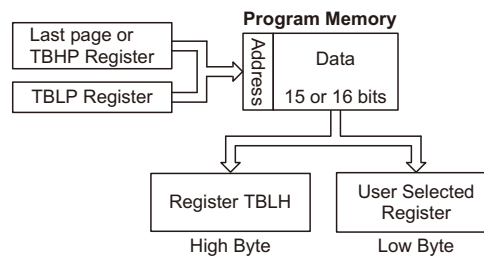 Program Memory
Last page or
TBHP Register
TBLP Register
Address
Data
15 or 16 bits
Register TBLH
High Byte
User Selected
Register
Low Byte